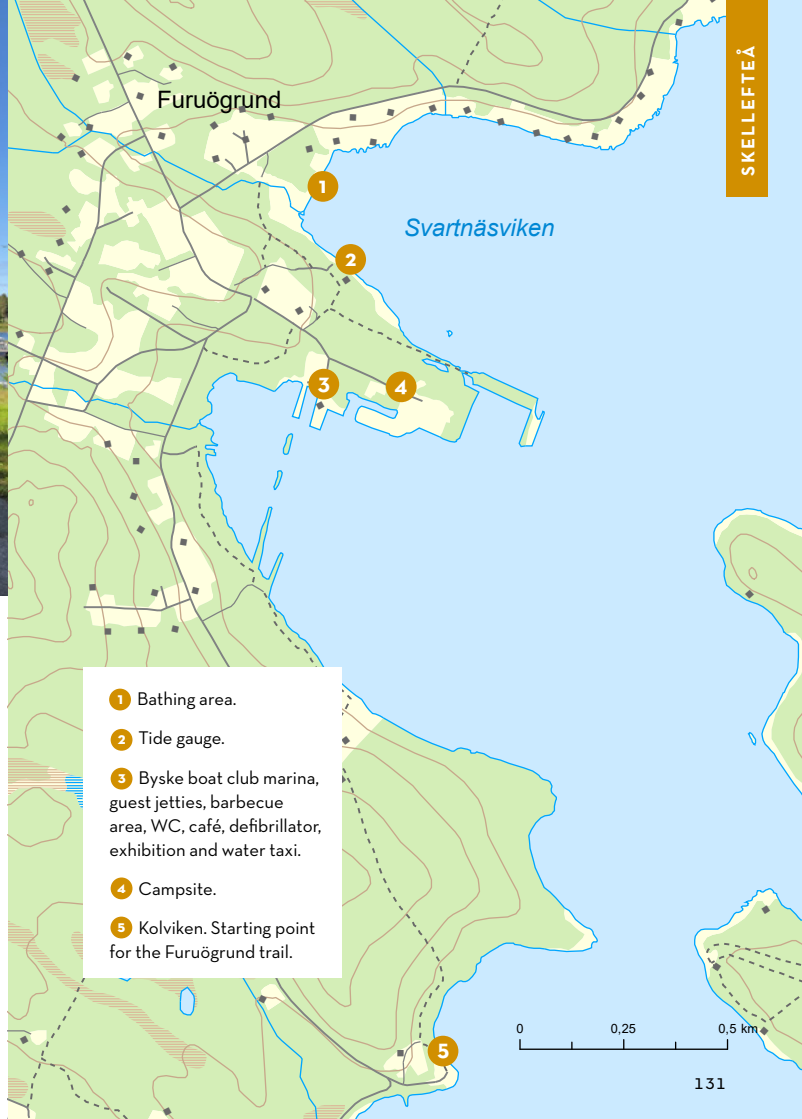 SKELLEFTEÅ
Furuögrund
1
Svartnäsviken
2
3
4
1 Bathing area.
2 Tide gauge.
3 Byske boat club marina,
guest jetties, barbecue
area, WC, café, defibrillator,
exhibition and water taxi.
4 Campsite.
5 Kolviken. Starting point
for the Furuögrund trail.
5
0 0,25 0,5 km
131